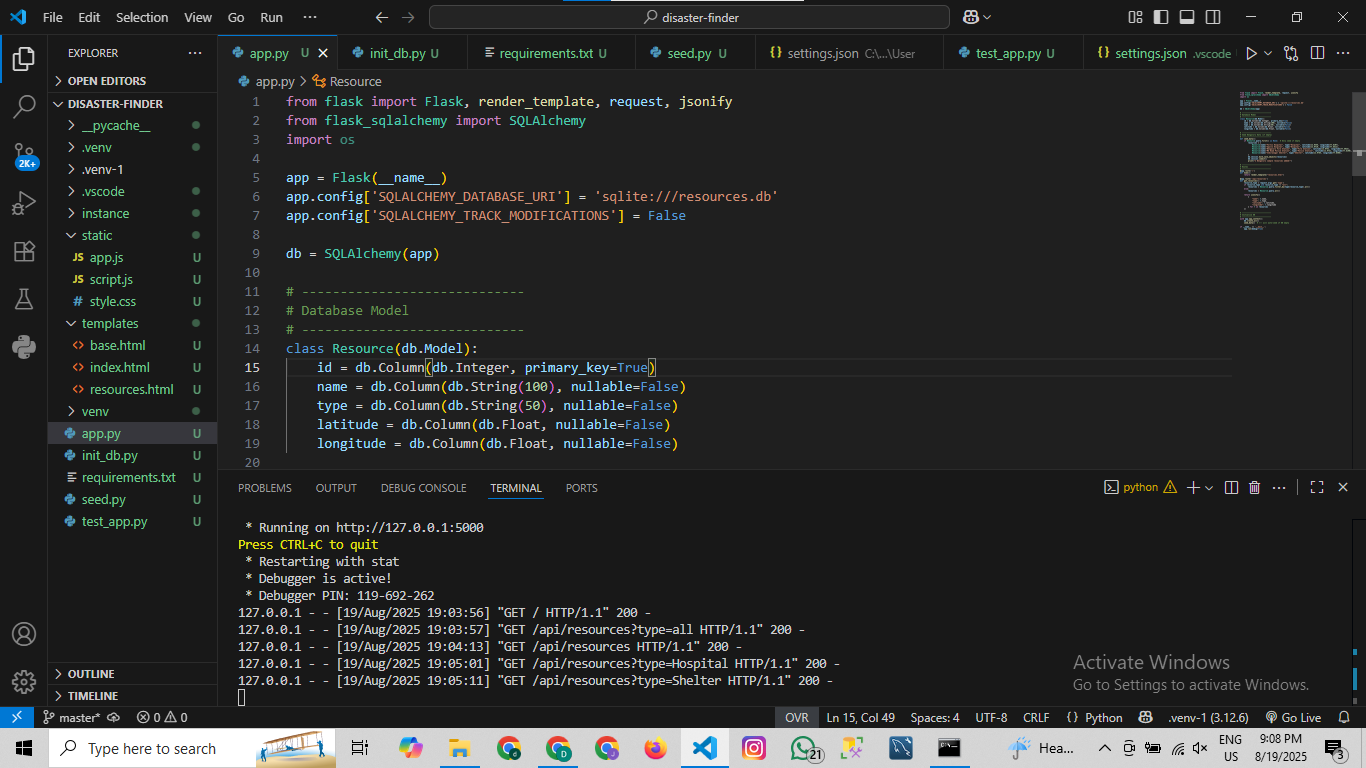 File Edit Selection View Go Run ···
disaster-finder
EXPLORER ···
OPEN EDITORS
DISASTER-FINDER
__pycache__
.venv
.venv-1
.vscode
instance
static
JS app.js U
JS script.js U
# style.css U
templates
<> base.html U
<> index.html U
<> resources.html U
venv
app.py U
init_db.py U
requirements.txt U
seed.py U
test_app.py U
OUTLINE
TIMELINE
2K+
app.py U
init_db.py U
requirements.txt U
seed.py U
{} settings.json C:\...\User
test_app.py U
{} settings.json .vscode
app.py > Resource
1 from flask import Flask, render_template, request, jsonify
2 from flask_sqlalchemy import SQLAlchemy
3 import os
4
5 app = Flask(__name__)
6 app.config['SQLALCHEMY_DATABASE_URI'] = 'sqlite:///resources.db'
7 app.config['SQLALCHEMY_TRACK_MODIFICATIONS'] = False
8
9 db = SQLAlchemy(app)
10
11 # -----------------------------
12 # Database Model
13 # -----------------------------
14 class Resource(db.Model):
15 id = db.Column(db.Integer, primary_key=True)
16 name = db.Column(db.String(100), nullable=False)
17 type = db.Column(db.String(50), nullable=False)
18 latitude = db.Column(db.Float, nullable=False)
19 longitude = db.Column(db.Float, nullable=False)
20
PROBLEMS OUTPUT DEBUG CONSOLE TERMINAL PORTS
python
* Running on http://127.0.0.1:5000
Press CTRL+C to quit
* Restarting with stat
* Debugger is active!
* Debugger PIN: 119-692-262
127.0.0.1 - - [19/Aug/2025 19:03:56] "GET / HTTP/1.1" 200 -
127.0.0.1 - - [19/Aug/2025 19:03:57] "GET /api/resources?type=all HTTP/1.1" 200 -
127.0.0.1 - - [19/Aug/2025 19:04:13] "GET /api/resources HTTP/1.1" 200 -
127.0.0.1 - - [19/Aug/2025 19:05:01] "GET /api/resources?type=Hospital HTTP/1.1" 200 -
127.0.0.1 - - [19/Aug/2025 19:05:11] "GET /api/resources?type=Shelter HTTP/1.1" 200 -
Activate Windows
Go to Settings to activate Windows.
master* 0 0 OVR Ln 15, Col 49 Spaces: 4 UTF-8 CRLF {} Python .venv-1 (3.12.6) Go Live
Type here to search
D
21
Hea...
ENG
US
9:08 PM
8/19/2025
3